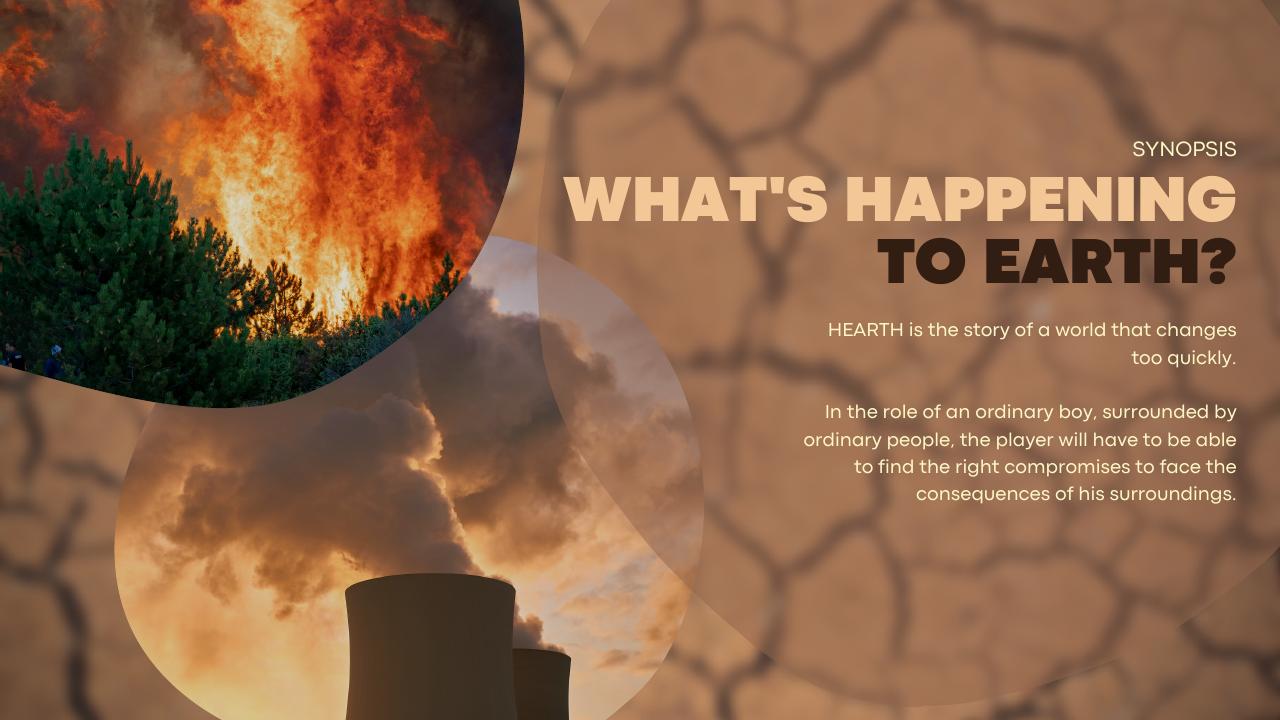 SYNOPSIS
WHAT'S HAPPENING
TO EARTH?
HEARTH is the story of a world that changes
too quickly.
In the role of an ordinary boy, surrounded by
ordinary people, the player will have to be able
to find the right compromises to face the
consequences of his surroundings.